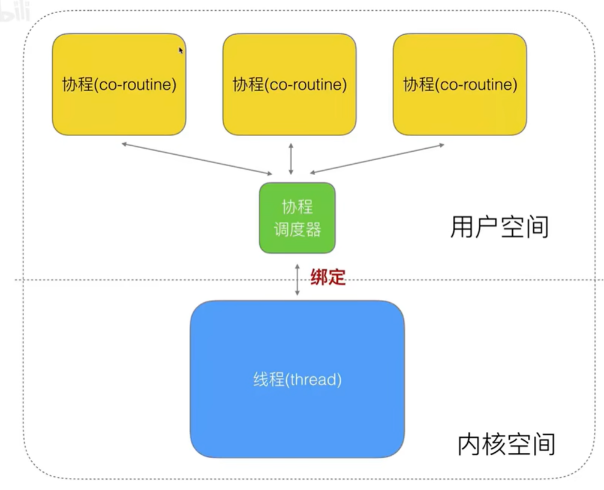 bili
协程(co-routine)
协程(co-routine)
协程(co-routine)
协程
调度器
用户空间
绑定
线程(thread)
内核空间